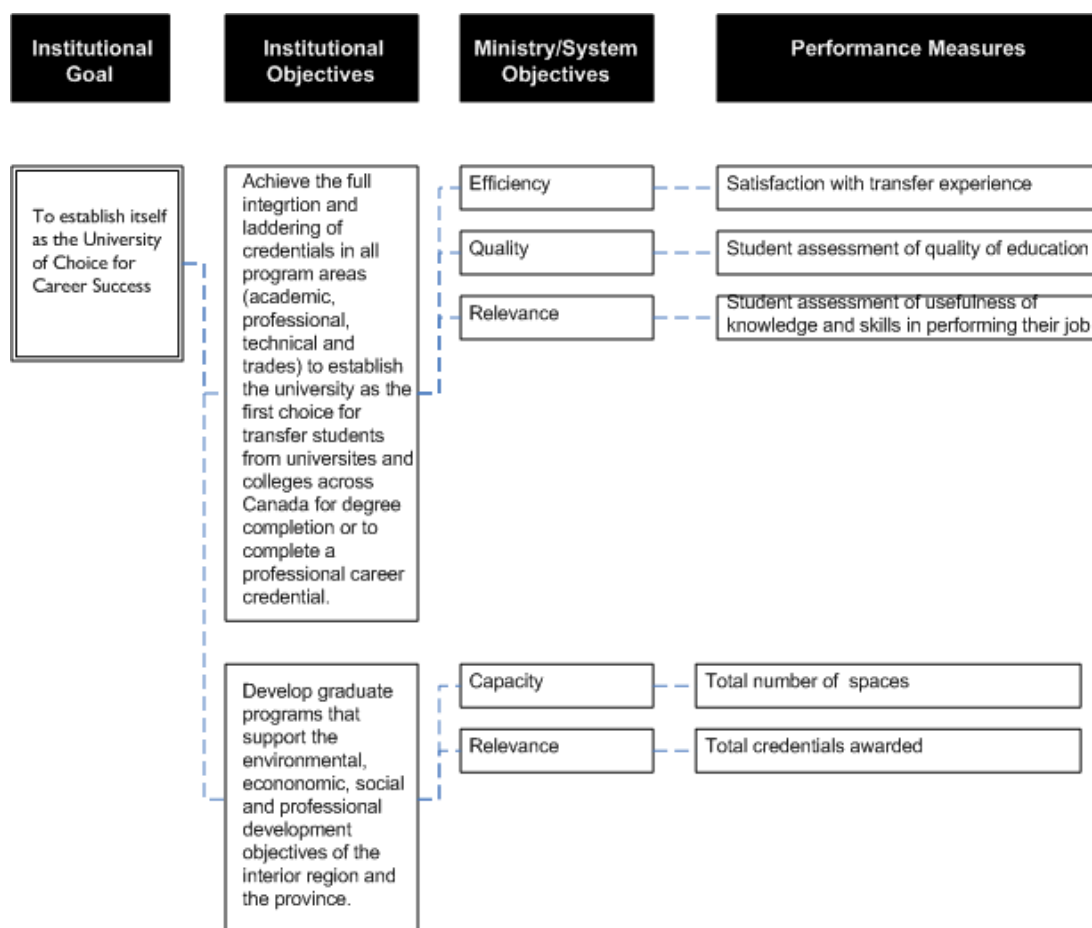 Institutional
Goal
Institutional
Objectives
Ministry/System
Objectives
Performance Measures
To establish itself
as the University
of Choice for
Career Success
Achieve the full
integrtion and
laddering of
credentials in all
program areas
(academic,
professional,
technical and
trades) to establish
the university as the
first choice for
transfer students
from universites and
colleges across
Canada for degree
completion or to
complete a
professional career
credential.
Efficiency
Satisfaction with transfer experience
Quality
Student assessment of quality of education
Relevance
Student assessment of usefulness of
knowledge and skills in performing their job
Develop graduate
programs that
support the
environmental,
econonomic, social
and professional
development
objectives of the
interior region and
the province.
Capacity
Total number of  spaces
Relevance
Total credentials awarded